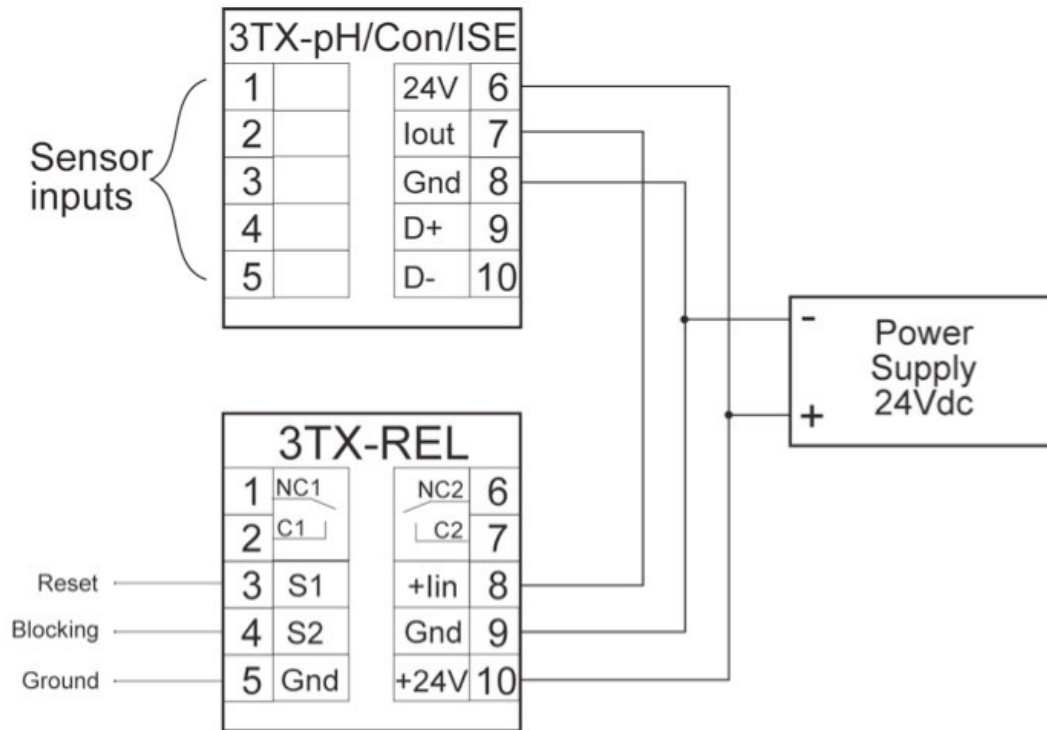 3TX-pH/Con/ISE
1 24V 6
2 Iout 7
3 Gnd 8
4 D+ 9
5 D- 10
Sensor
inputs
- Power
Supply
+ 24Vdc
3TX-REL
1 NC1 NC2 6
2 C1 C2 7
Reset 3 S1 +Iin 8
Blocking 4 S2 Gnd 9
Ground 5 Gnd +24V 10